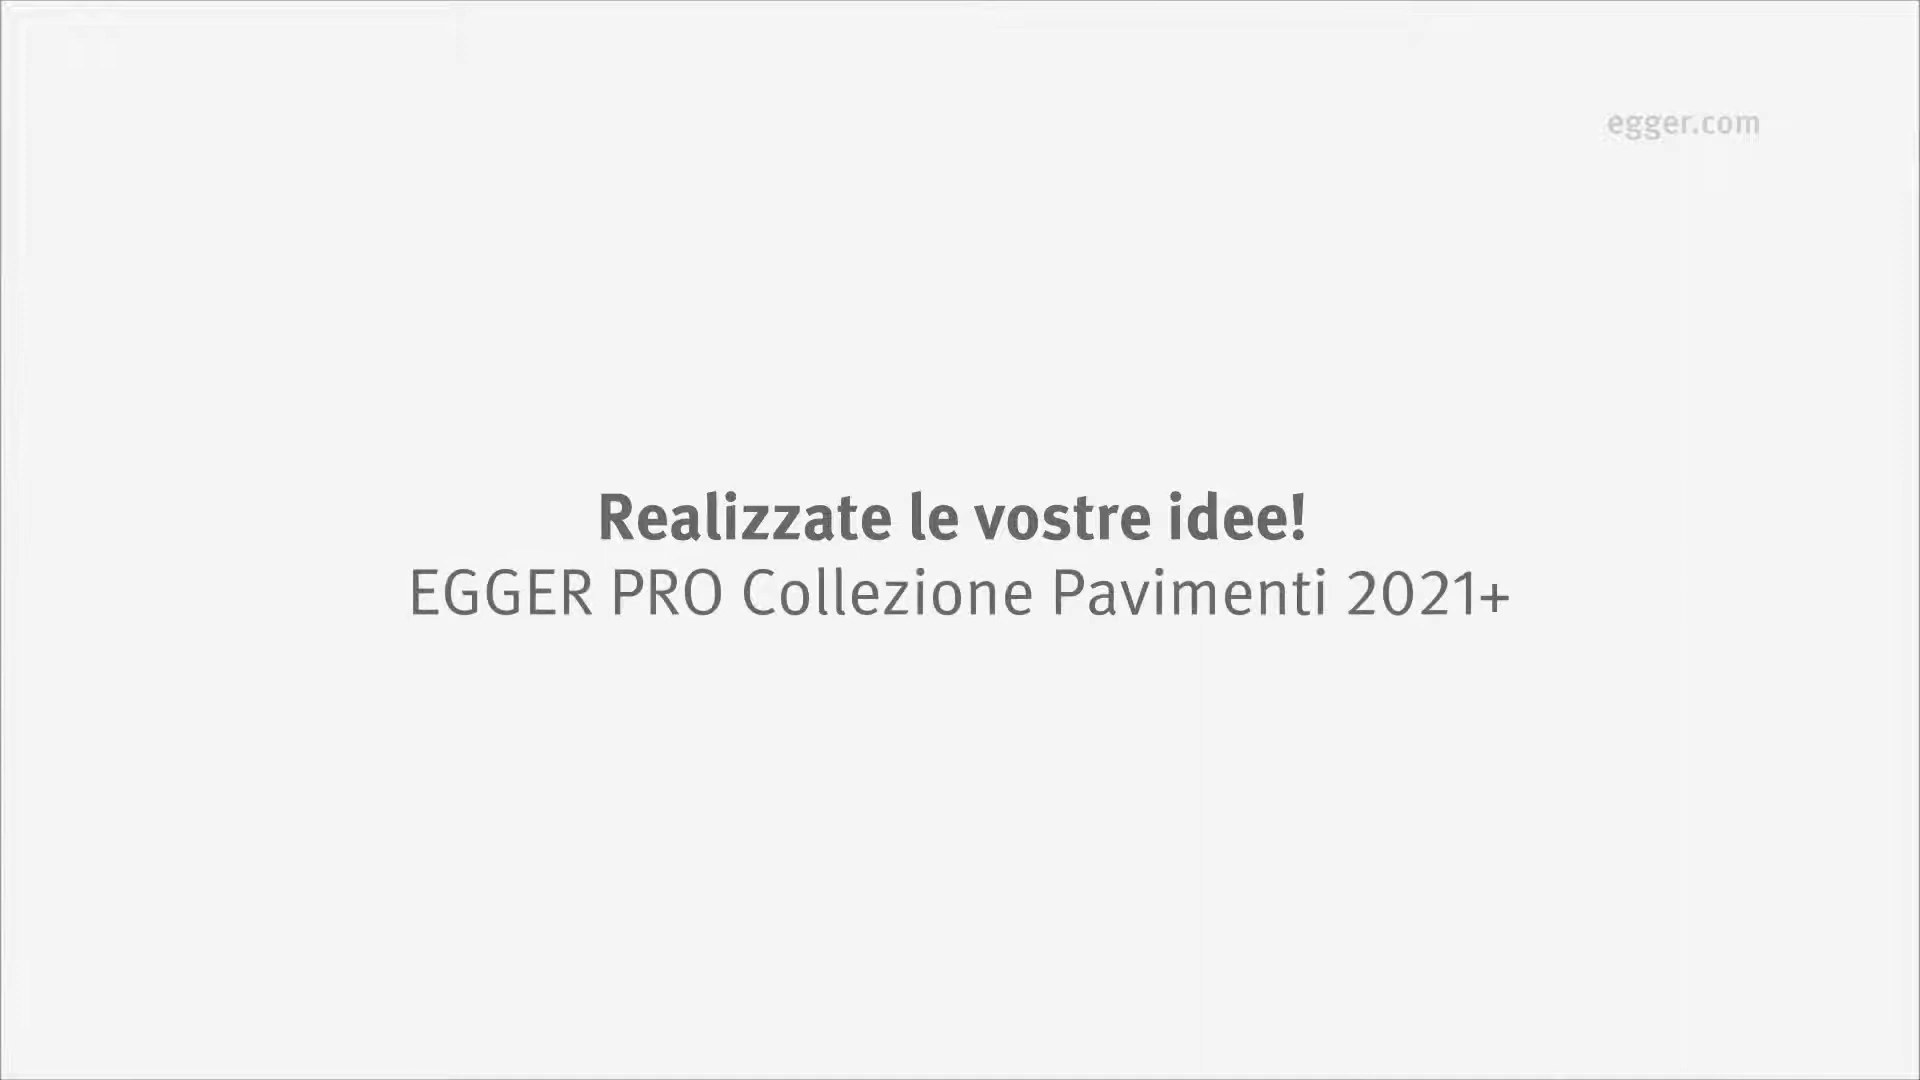 egger.com
Realizzate le vostre idee!
EGGER PRO Collezione Pavimenti 2021+